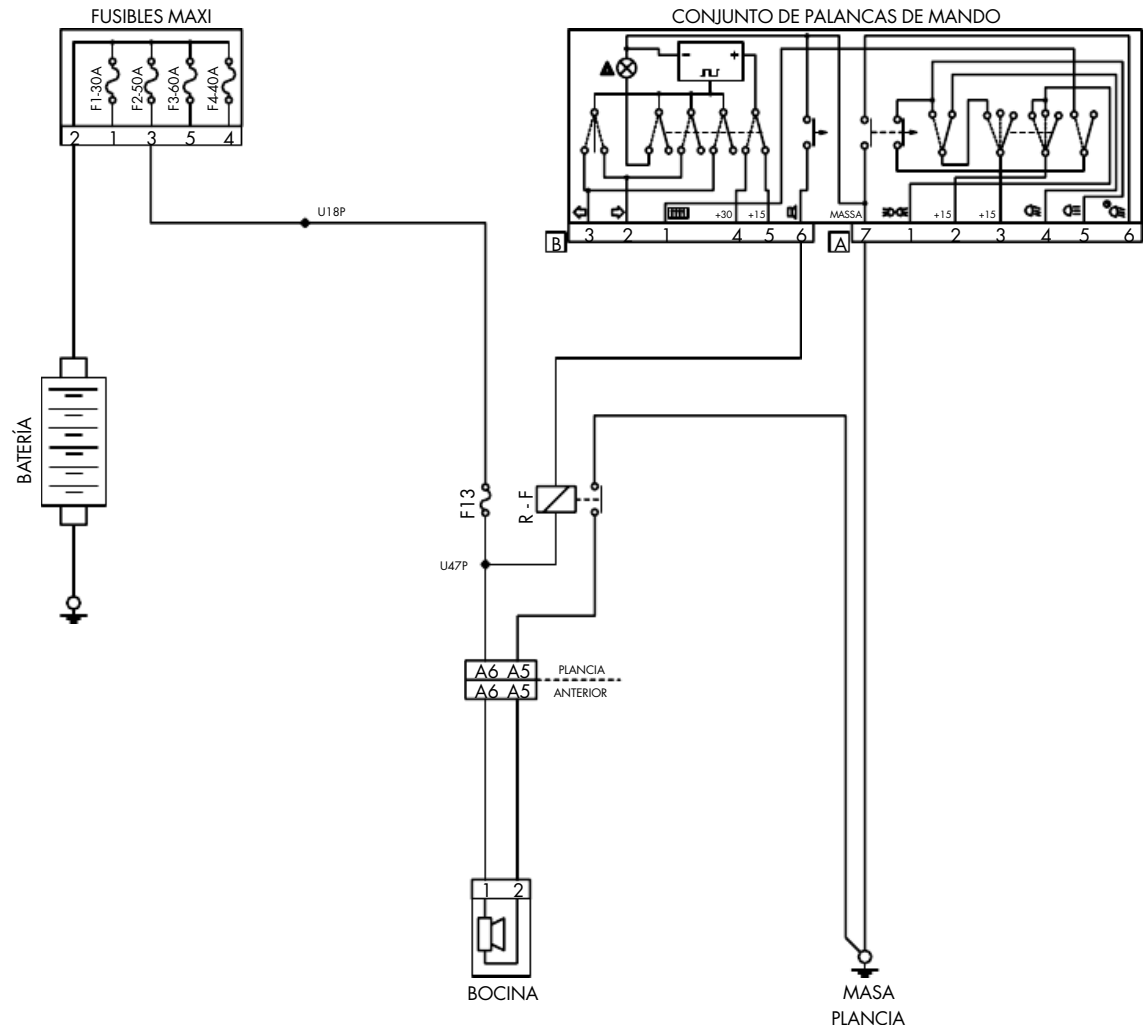 FUSIBLES MAXI
CONJUNTO DE PALANCAS DE MANDO
F1-30A
F2-50A
F3-60A
F4-40A
2 1 3 5 4
U18P
+30 +15 MASSA +15 +15
B 3 2 1 4 5 6 A 7 1 2 3 4 5 6
BATERÍA
F13
R - F
U47P
A6 A5 PLANCIA
A6 A5 ANTERIOR
1 2
BOCINA
MASA
PLANCIA